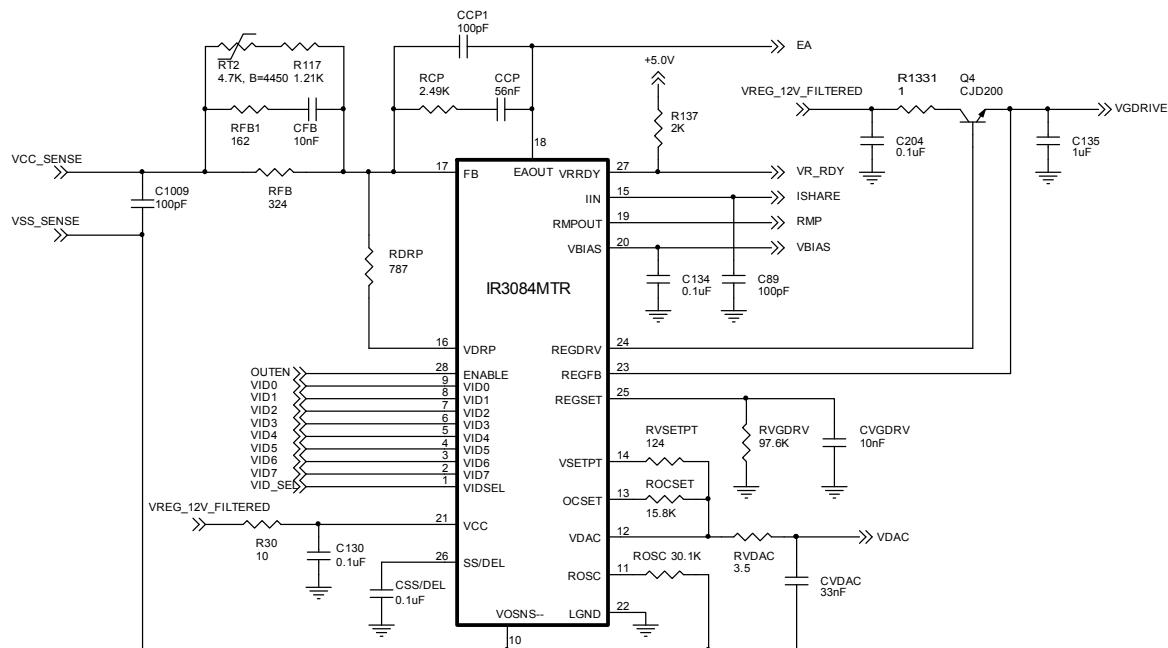 CCP1
100pF
EA
RT2
4.7K, B=4450
R117
1.21K
RCP
2.49K
CCP
56nF
+5.0V
R1331
1
Q4
CJD200
VREG_12V_FILTERED
VGDRIVE
RFB1
162
CFB
10nF
R137
2K
C204
0.1uF
C135
1uF
18
VCC_SENSE
17
FB
EAOUT
VRRDY
27
VR_RDY
RFB
324
C1009
100pF
IIN
15
ISHARE
VSS_SENSE
RMPOUT
19
RMP
VBIAS
20
VBIAS
RDRP
787
IR3084MTR
C134
0.1uF
C89
100pF
16
VDRP
REGDRV
24
OUTEN
28
ENABLE
REGFB
23
VID0
9
VID0
VID1
8
VID1
REGSET
25
VID2
7
VID2
VID3
6
VID3
VID4
5
VID4
VID5
4
VID5
VID6
3
VID6
VID7
2
VID7
VID_SEL
1
VIDSEL
RVGDRV
97.6K
CVGDRV
10nF
RVSETPT
124
VSETPT
14
ROCSET
15.8K
OCSET
13
VREG_12V_FILTERED
21
VCC
R30
10
C130
0.1uF
VDAC
12
VDAC
RVDAC
3.5
26
SS/DEL
ROSC 30.1K
ROSC
11
CVDAC
33nF
CSS/DEL
0.1uF
VOSNS--
10
LGND
22